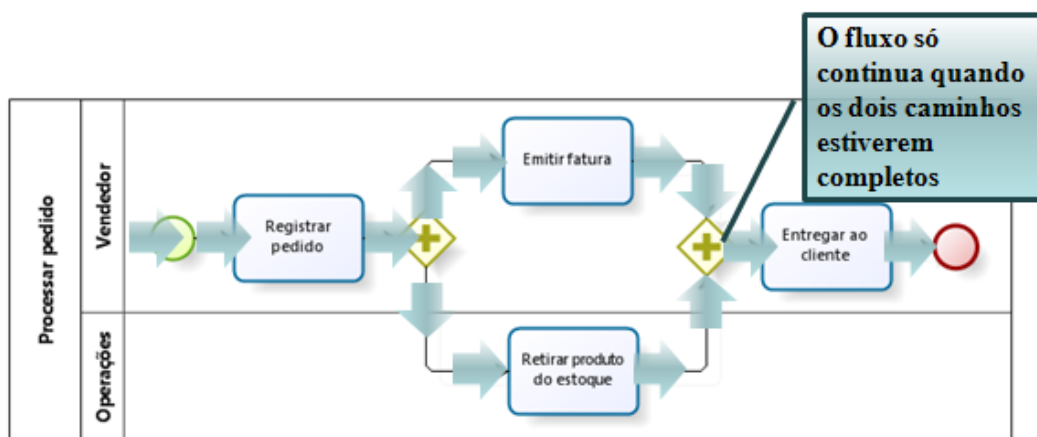 O fluxo só
continua quando
os dois caminhos
estiverem
completos
Processar pedido
Vendedor
Registrar
pedido
Emitir fatura
Entregar ao
cliente
Operações
Retirar produto
do estoque